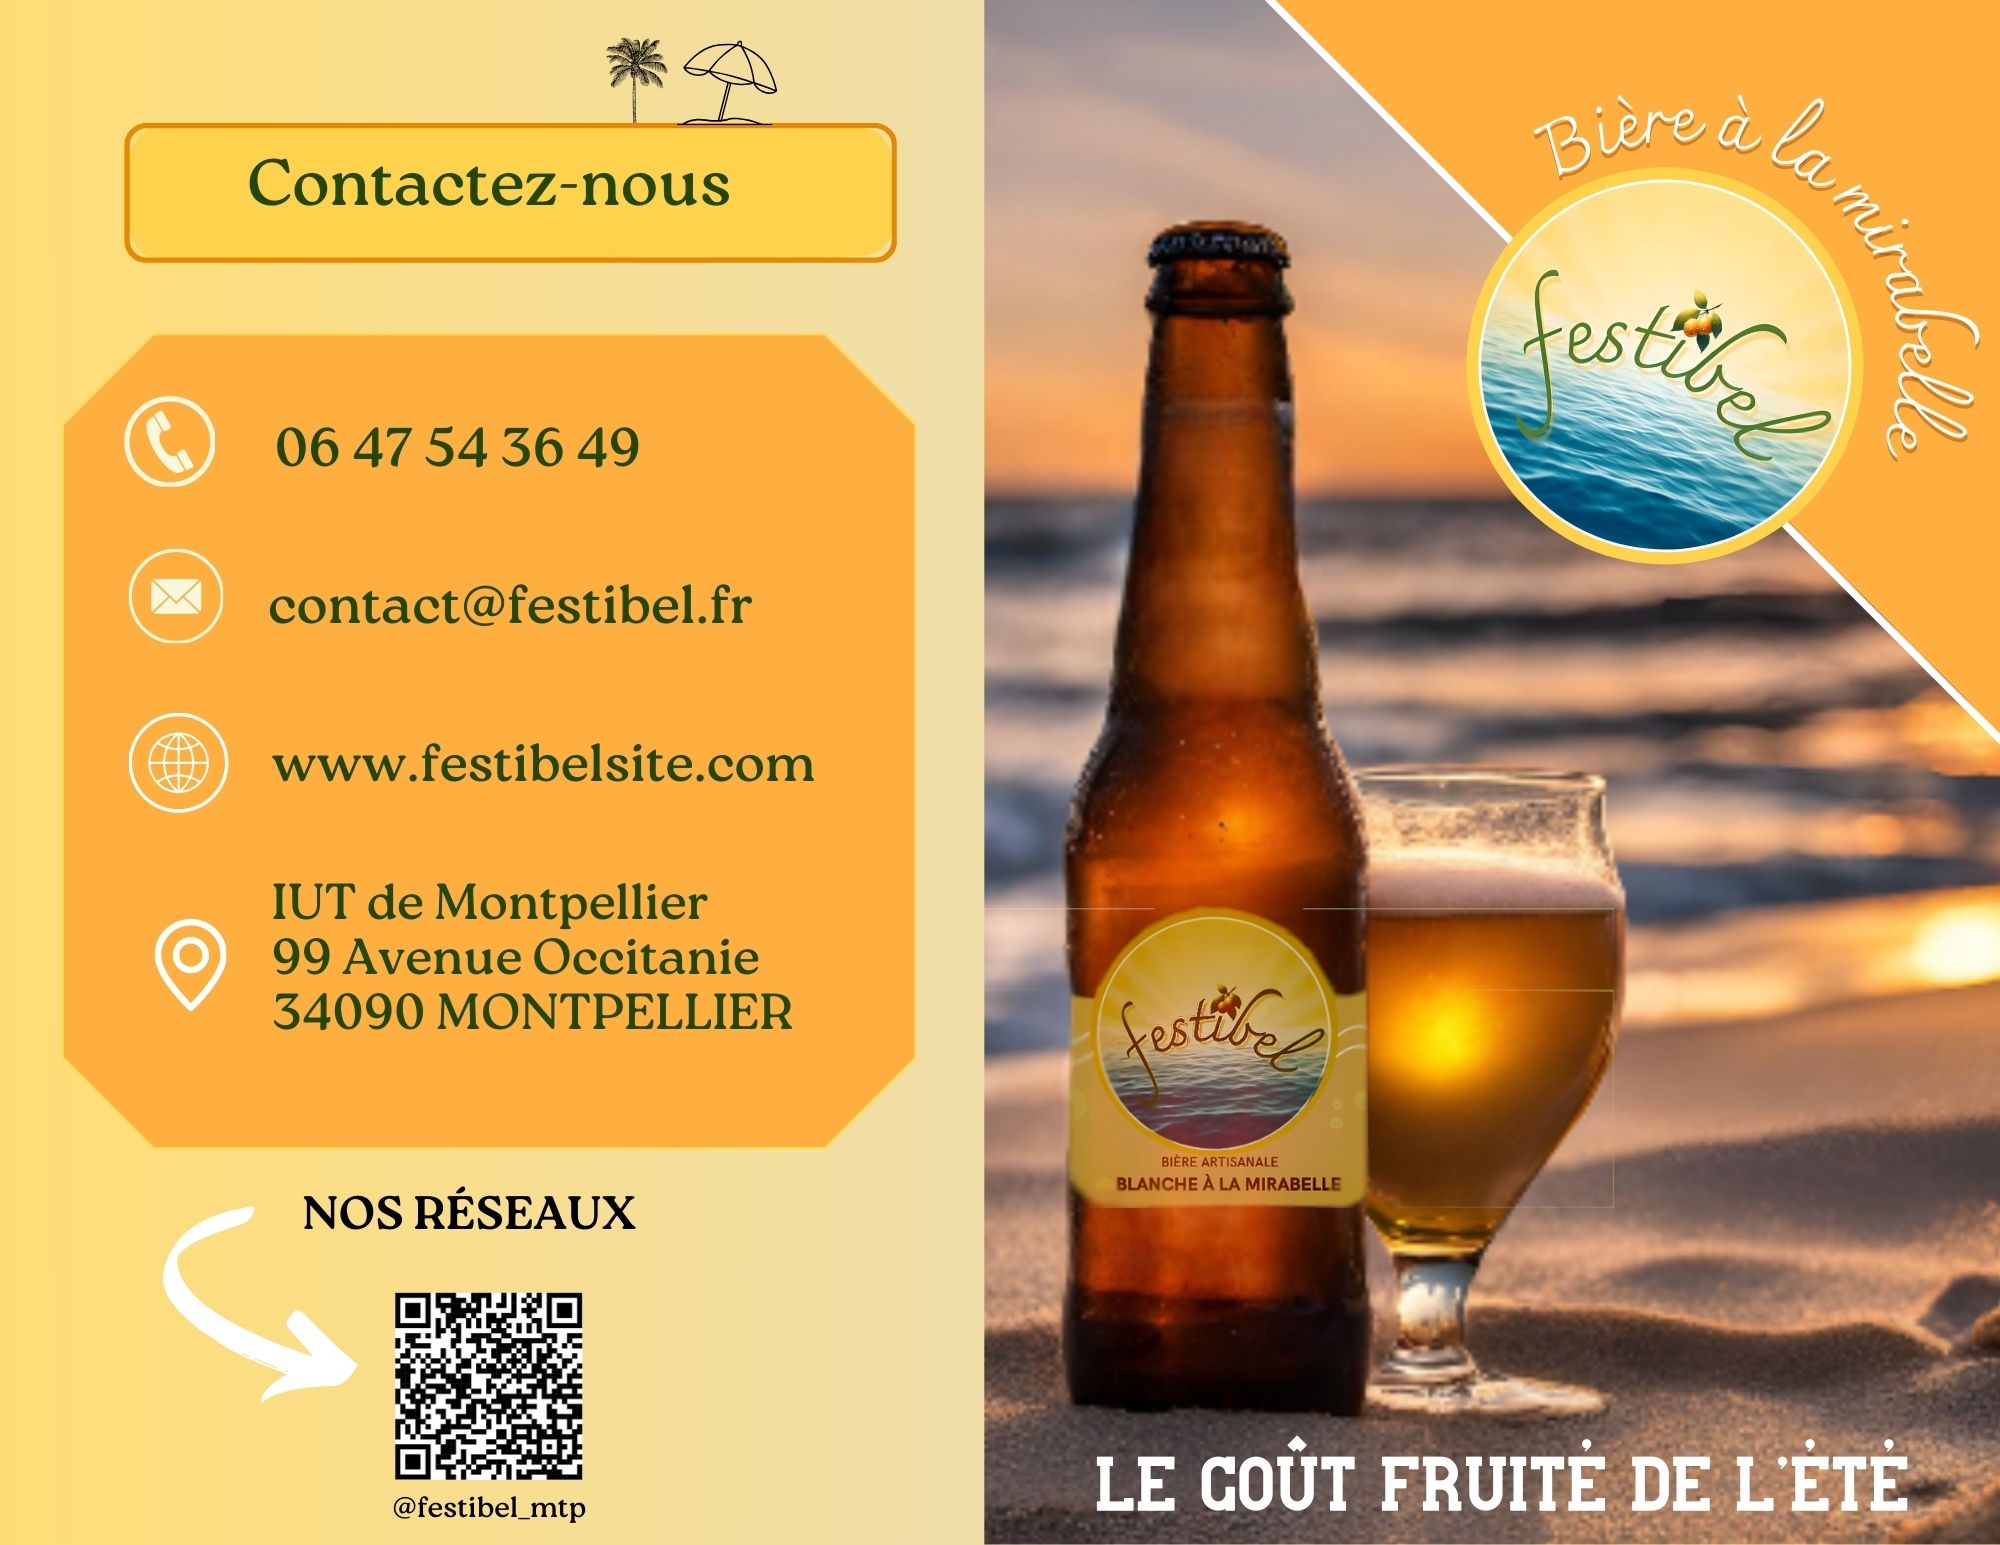 Contactez-nous
06 47 54 36 49
contact@festibel.fr
www.festibelsite.com
IUT de Montpellier
99 Avenue Occitanie
34090 MONTPELLIER
NOS RÉSEAUX
@festibel_mtp
Bière à la mirabelle
festibel
festibel
BIÈRE ARTISANALE
BLANCHE À LA MIRABELLE
LE GOÛT FRUITÉ DE L'ÉTÉ